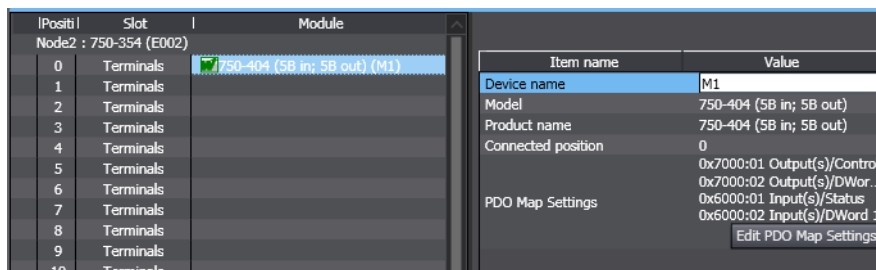 Positi Slot Module
Node2 : 750-354 (E002)
0 Terminals 750-404 (5B in; 5B out) (M1)
1 Terminals
2 Terminals
3 Terminals
4 Terminals
5 Terminals
6 Terminals
7 Terminals
8 Terminals
9 Terminals
10 Terminals
Item name Value
Device name M1
Model 750-404 (5B in; 5B out)
Product name 750-404 (5B in; 5B out)
Connected position 0
PDO Map Settings
0x7000:01 Output(s)/Contro
0x7000:02 Output(s)/DWor...
0x6000:01 Input(s)/Status
0x6000:02 Input(s)/DWord 1
Edit PDO Map Settings